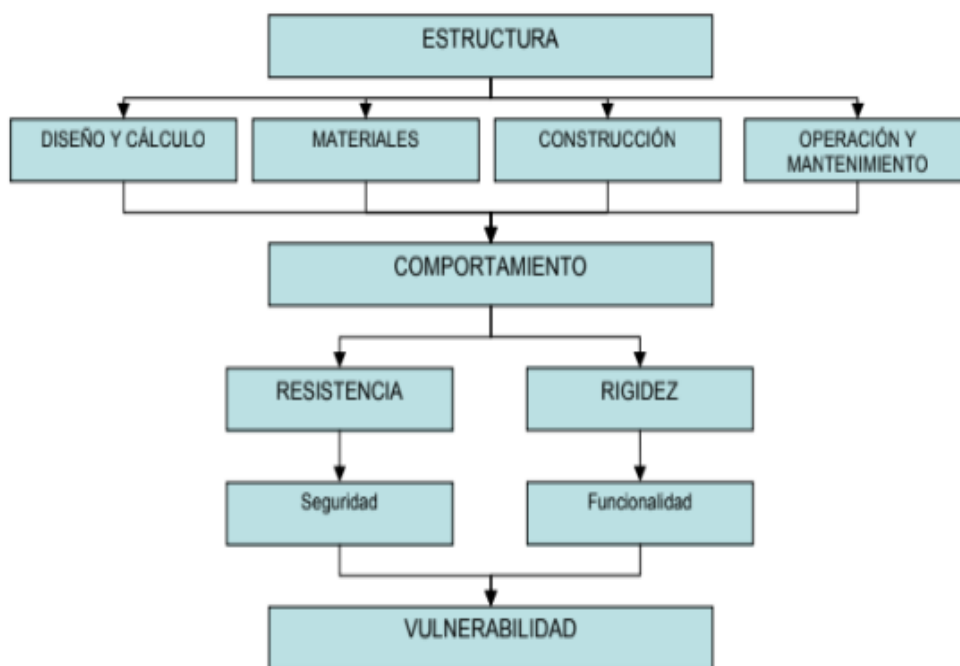 ESTRUCTURA
DISEÑO Y CÁLCULO
MATERIALES
CONSTRUCCIÓN
OPERACIÓN Y
MANTENIMIENTO
COMPORTAMIENTO
RESISTENCIA
RIGIDEZ
Seguridad
Funcionalidad
VULNERABILIDAD